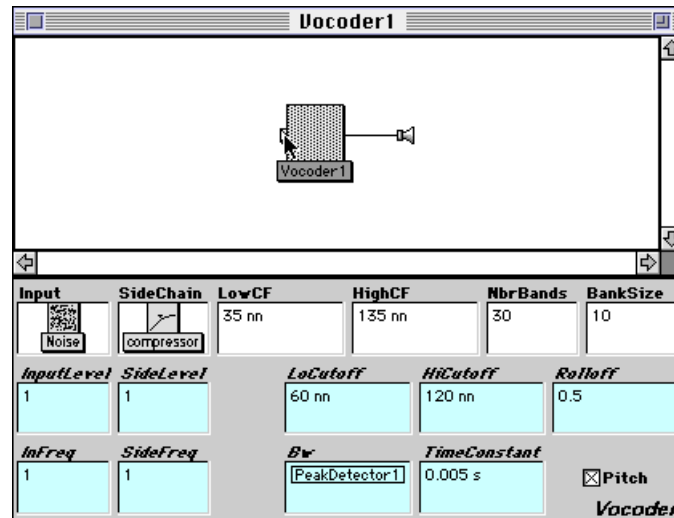 Vocoder1
Vocoder1
Input SideChain LowCF HighCF NbrBands BankSize
Noise compressor 35 nn 135 nn 30 10
InputLevel SideLevel LoCutoff HiCutoff Rolloff
1 1 60 nn 120 nn 0.5
InFreq SideFreq Bw TimeConstant
1 1 PeakDetector1 0.005 s
Pitch
Vocoder